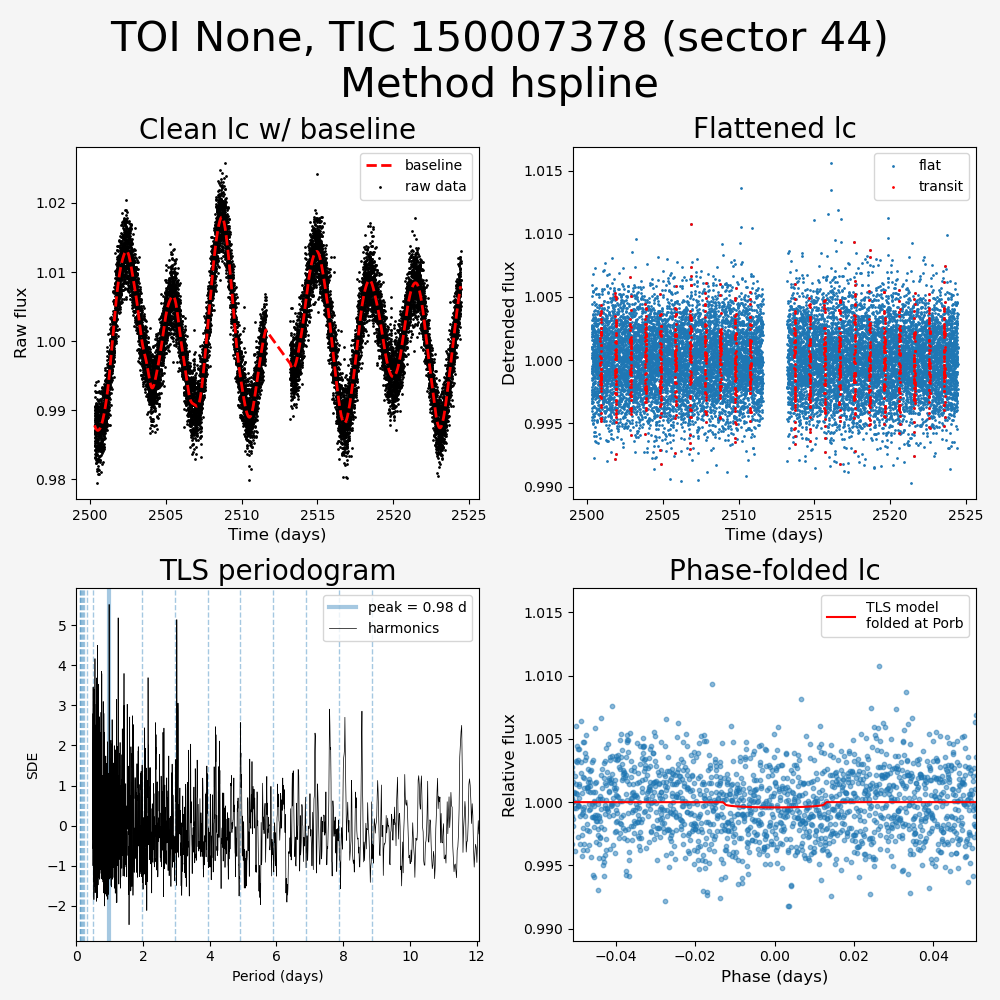 TOI None, TIC 150007378 (sector 44)
Method hspline
Clean lc w/ baseline
baseline
raw data
1.02
1.01
1.00
0.99
0.98
Raw flux
2500
2505
2510
2515
2520
2525
Time (days)
Flattened lc
flat
transit
1.015
1.010
1.005
1.000
0.995
0.990
Detrended flux
2500
2505
2510
2515
2520
2525
Time (days)
TLS periodogram
peak = 0.98 d
harmonics
5
4
3
2
1
0
−1
−2
SDE
0
2
4
6
8
10
12
Period (days)
Phase-folded lc
TLS model
folded at Porb
1.015
1.010
1.005
1.000
0.995
0.990
Relative flux
−0.04
−0.02
0.00
0.02
0.04
Phase (days)